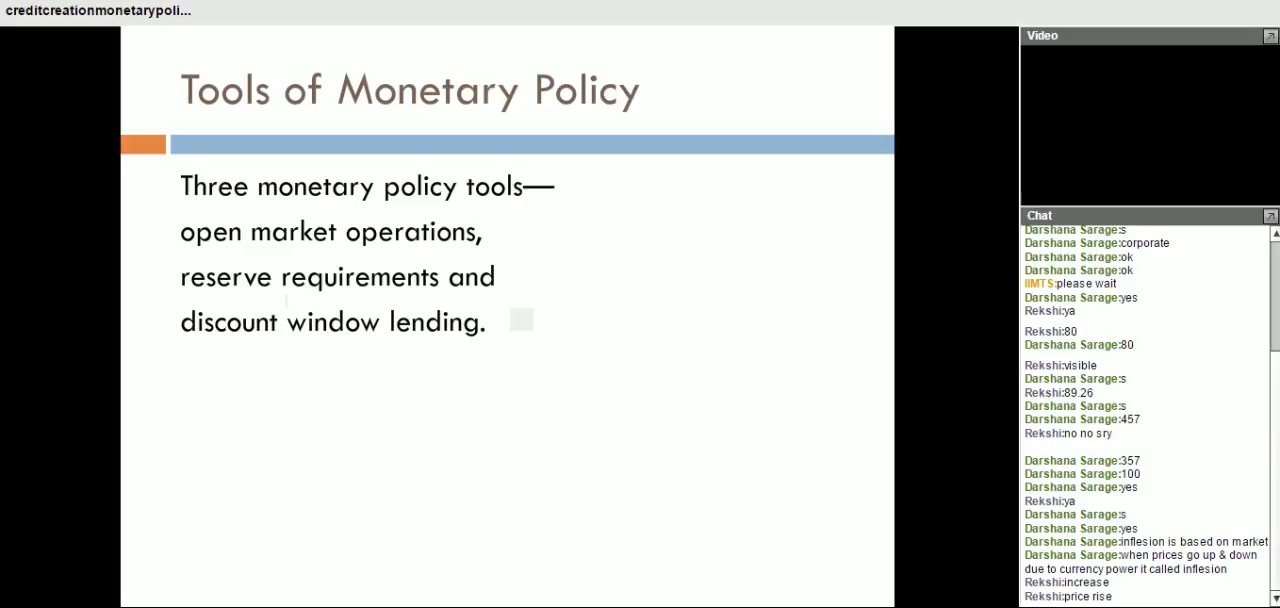 creditcreationmonetarypoli...
Tools of Monetary Policy
Three monetary policy tools—
open market operations,
reserve requirements and
discount window lending.
Video
Chat
Darshana Sarage:s
Darshana Sarage:corporate
Darshana Sarage:ok
Darshana Sarage:ok
IIMTS:please wait
Darshana Sarage:yes
Rekshi:ya
Rekshi:80
Darshana Sarage:80
Rekshi:visible
Darshana Sarage:s
Rekshi:89.26
Darshana Sarage:s
Darshana Sarage:457
Rekshi:no no sry
Darshana Sarage:357
Darshana Sarage:100
Darshana Sarage:yes
Rekshi:ya
Darshana Sarage:s
Darshana Sarage:yes
Darshana Sarage:inflesion is based on market
Darshana Sarage:when prices go up & down
due to currency power it called inflesion
Rekshi:increase
Rekshi:price rise